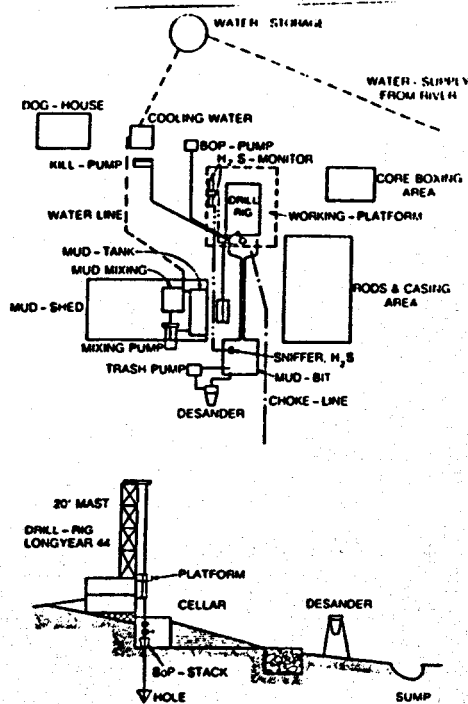 WATER - STORAGE
WATER - SUPPLY
FROM RIVER
DOG - HOUSE
COOLING WATER
BOP - PUMP
KILL - PUMP
H2S - MONITOR
CORE BOXING
AREA
DRILL
RIG
WATER LINE
WORKING - PLATFORM
MUD - TANK
MUD MIXING
MUD - SHED
RODS & CASING
AREA
MIXING PUMP
SNIFFER, H2S
TRASH PUMP
MUD - BIT
DESANDER
CHOKE - LINE
20' MAST
DRILL - RIG
LONGYEAR 44
PLATFORM
CELLAR
DESANDER
BoP - STACK
HOLE
SUMP